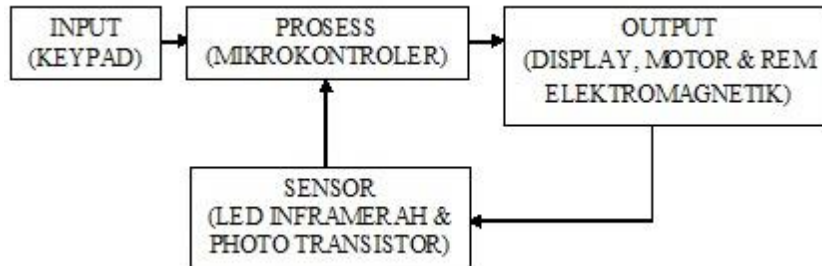 INPUT
(KEYPAD)
PROSESS
(MIKROKONTROLER)
OUTPUT
(DISPLAY, MOTOR & REM
ELEKTROMAGNETIK)
SENSOR
(LED INFRAMERAH &
PHOTO TRANSISTOR)